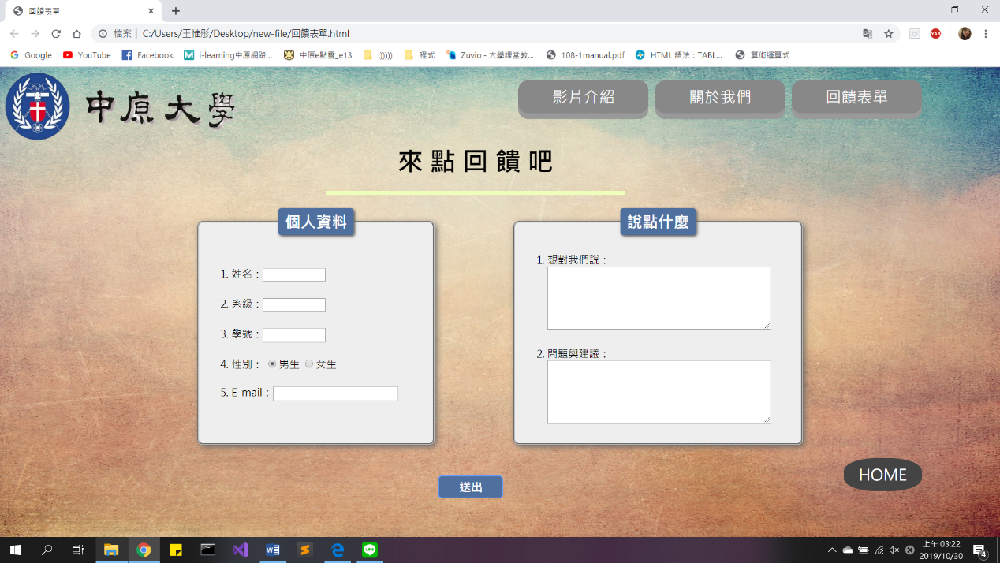 回饋表單
檔案 | C:/Users/王惟彤/Desktop/new-file/回饋表單.html
YAB
Google YouTube Facebook i-learning中原網路... 中原e點靈_e13 :))))) 程式 Zuvio - 大學課堂教... 108-1manual.pdf HTML 語法：TABL... 算術運算式
中原大學
影片介紹 關於我們 回饋表單
來點回饋吧
個人資料
1. 姓名：
2. 系級：
3. 學號：
4. 性別： 男生 女生
5. E-mail：
說點什麼
1. 想對我們說：
2. 問題與建議：
送出
HOME
上午 03:22
2019/10/30
4